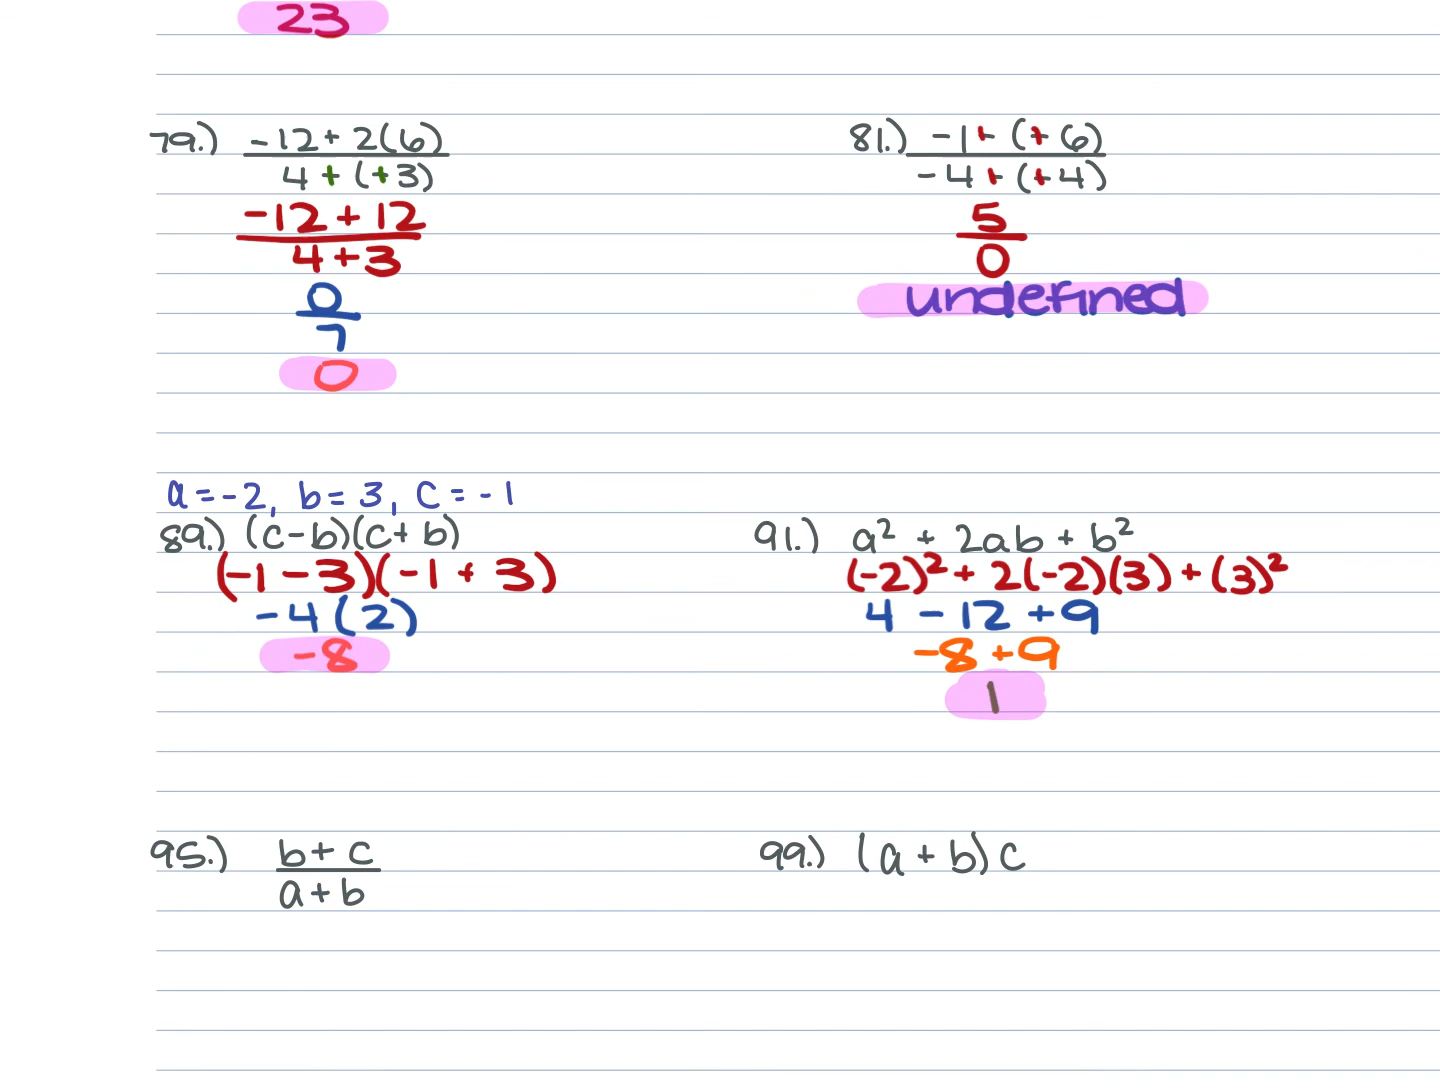 23
79.) -12 + 2(6) / 4 + (+3)
-12 + 12 / 4 + 3
0/7
0
81.) -1 + (+6) / -4 + (+4)
5/0
undefined
a = -2, b = 3, c = -1
89.) (c - b)(c + b)
(-1 - 3)(-1 + 3)
-4(2)
-8
91.) a² + 2ab + b²
(-2)² + 2(-2)(3) + (3)²
4 - 12 + 9
-8 + 9
1
95.) b + c / a + b
99.) (a + b)c